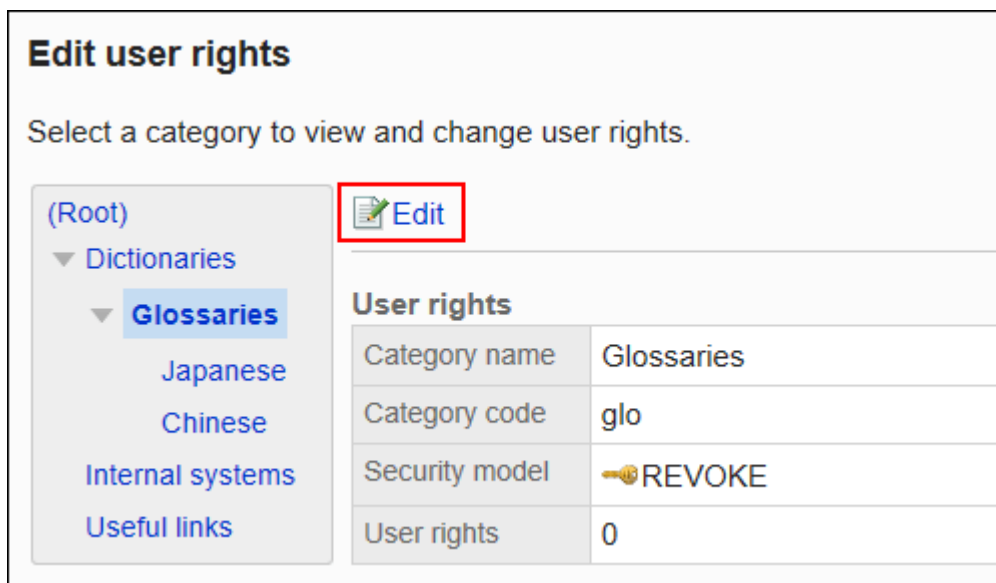 Edit user rights
Select a category to view and change user rights.
(Root)
Dictionaries
Glossaries
Japanese
Chinese
Internal systems
Useful links
Edit
User rights
Category name Glossaries
Category code glo
Security model REVOKE
User rights 0